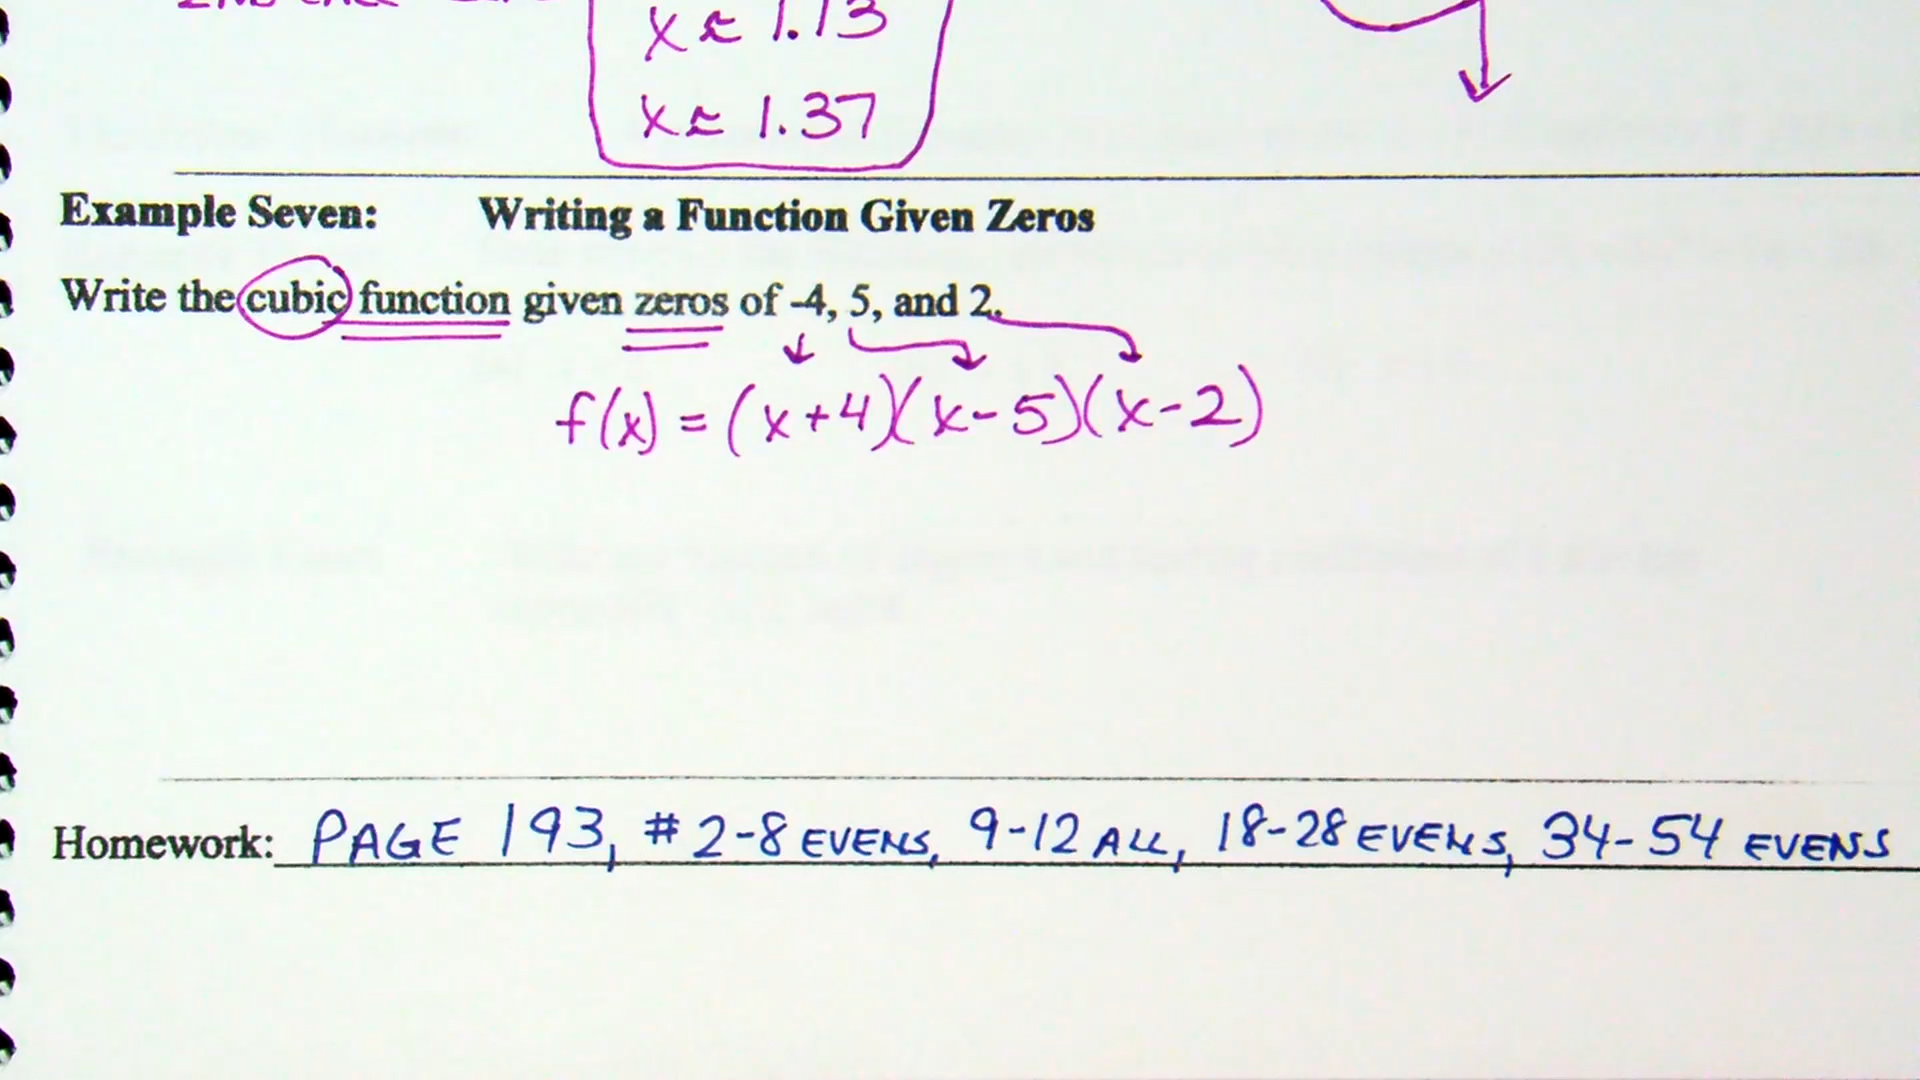 x ≈ 1.13
x ≈ 1.37
Example Seven: Writing a Function Given Zeros
Write the cubic function given zeros of -4, 5, and 2.
f(x) = (x+4)(x-5)(x-2)
Homework: PAGE 193, # 2-8 EVENS, 9-12 ALL, 18-28 EVENS, 34-54 EVENS